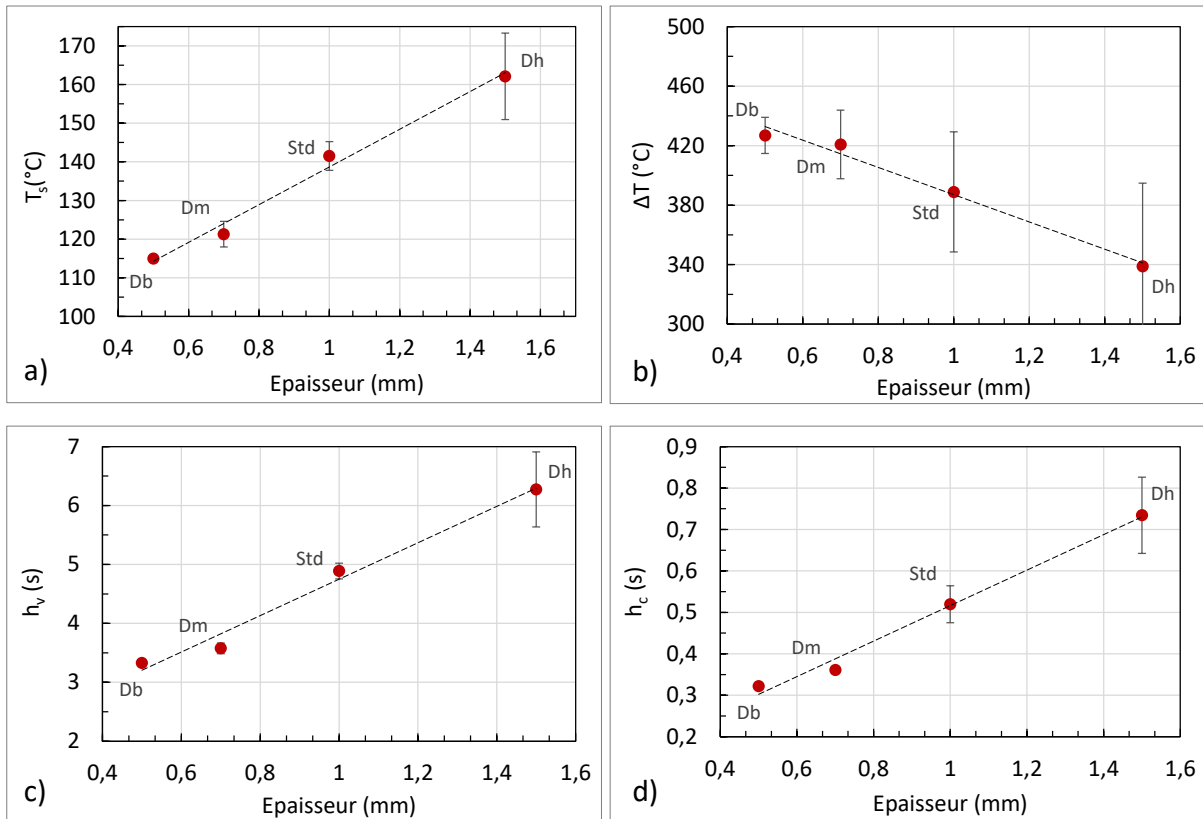 170
160
150
140
130
120
110
100
T_s(°C)
Db
Dm
Std
Dh
0,4 0,6 0,8 1 1,2 1,4 1,6
Epaisseur (mm)
a)
500
460
420
380
340
300
ΔT (°C)
Db
Dm
Std
Dh
0,4 0,6 0,8 1 1,2 1,4 1,6
Epaisseur (mm)
b)
7
6
5
4
3
2
h_v (s)
Db
Dm
Std
Dh
0,4 0,6 0,8 1 1,2 1,4 1,6
Epaisseur (mm)
c)
0,9
0,8
0,7
0,6
0,5
0,4
0,3
0,2
h_c (s)
Db
Dm
Std
Dh
0,4 0,6 0,8 1 1,2 1,4 1,6
Epaisseur (mm)
d)